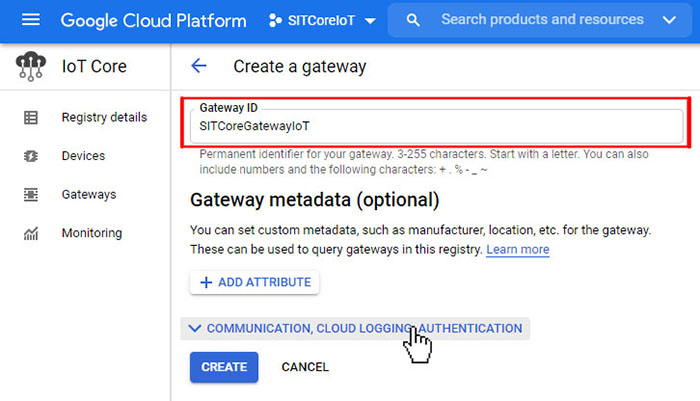 Google Cloud Platform
SITCoreIoT
Search products and resources
IoT Core
Create a gateway
Registry details
Devices
Gateways
Monitoring
Gateway ID
SITCoreGatewayIoT
Permanent identifier for your gateway. 3-255 characters. Start with a letter. You can also
include numbers and the following characters: + . % - _ ~
Gateway metadata (optional)
You can set custom metadata, such as manufacturer, location, etc. for the gateway.
These can be used to query gateways in this registry. Learn more
+ ADD ATTRIBUTE
COMMUNICATION, CLOUD LOGGING, AUTHENTICATION
CREATE
CANCEL